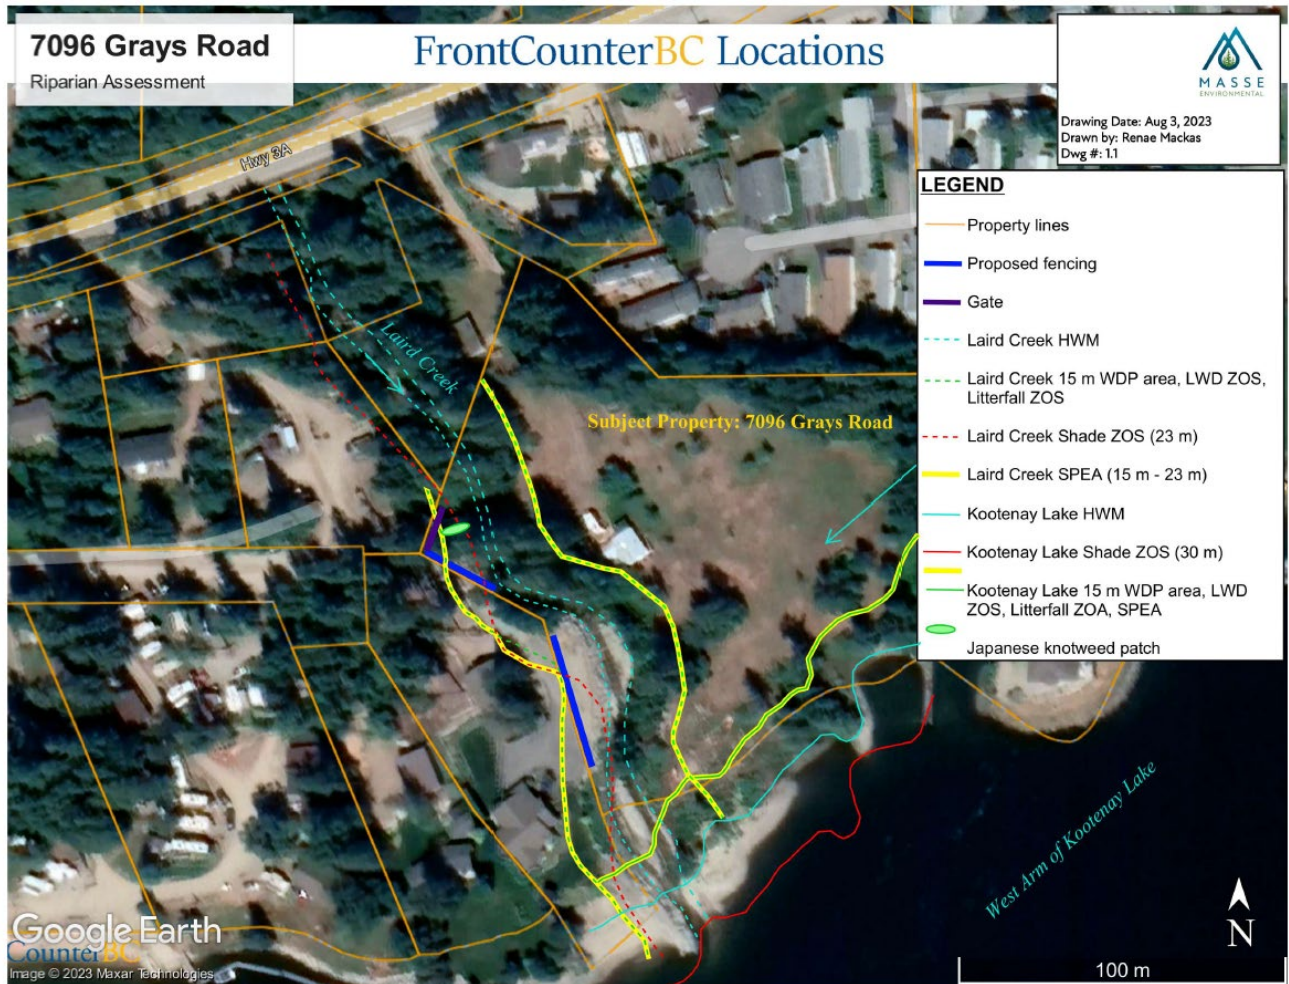 7096 Grays Road
Riparian Assessment
FrontCounterBC Locations
MASSE
ENVIRONMENTAL
Drawing Date: Aug 3, 2023
Drawn by: Renae Mackas
Dwg #: 1.1
Hwy 3A
LEGEND
Property lines
Proposed fencing
Gate
Laird Creek HWM
Laird Creek 15 m WDP area, LWD ZOS,
Litterfall ZOS
Laird Creek Shade ZOS (23 m)
Laird Creek SPEA (15 m - 23 m)
Kootenay Lake HWM
Kootenay Lake Shade ZOS (30 m)
Kootenay Lake 15 m WDP area, LWD
ZOS, Litterfall ZOA, SPEA
Japanese knotweed patch
Laird Creek
Subject Property: 7096 Grays Road
West Arm of Kootenay Lake
N
100 m
Google Earth
CounterBC
Image © 2023 Maxar Technologies